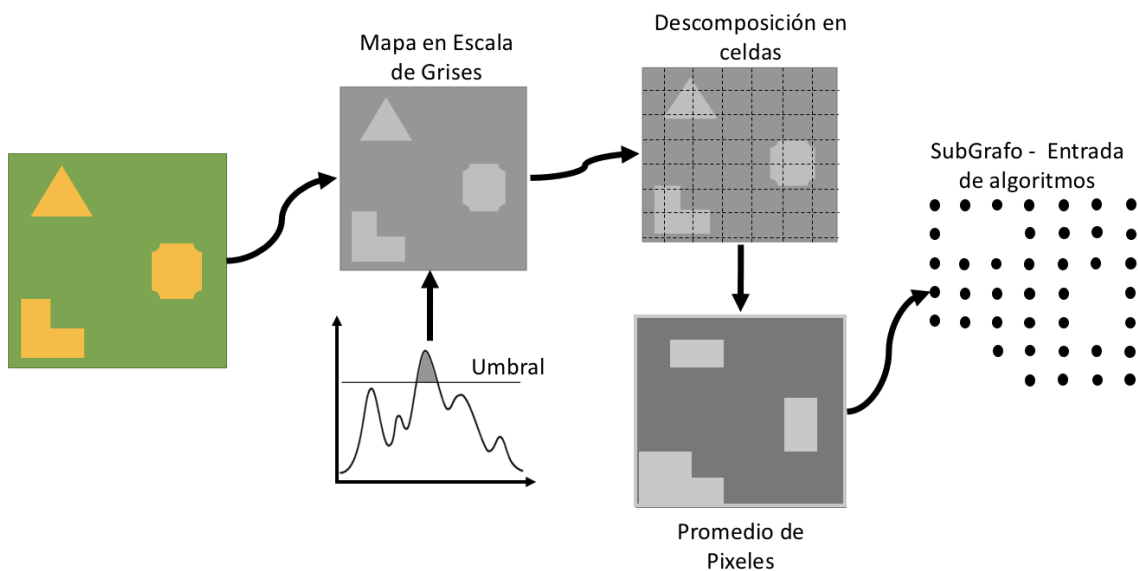 Mapa en Escala
de Grises
Descomposición en
celdas
SubGrafo - Entrada
de algoritmos
Umbral
Promedio de
Pixeles